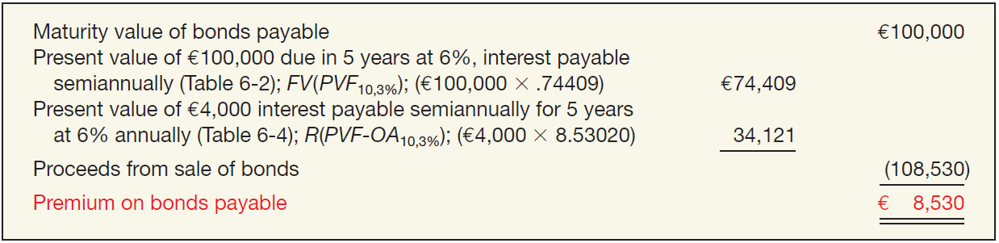 Maturity value of bonds payable €100,000
Present value of €100,000 due in 5 years at 6%, interest payable
semiannually (Table 6-2); FV(PVF10,3%); (€100,000 × .74409) €74,409
Present value of €4,000 interest payable semiannually for 5 years
at 6% annually (Table 6-4); R(PVF-OA10,3%); (€4,000 × 8.53020) 34,121
Proceeds from sale of bonds (108,530)
Premium on bonds payable € 8,530